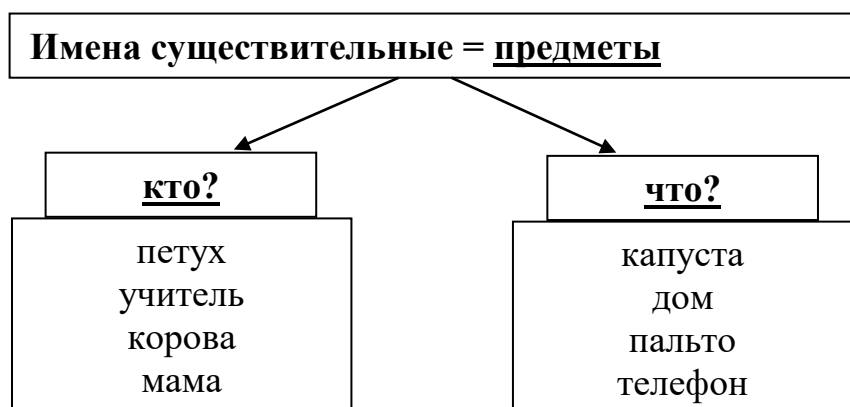 Имена существительные = предметы
кто?
петух
учитель
корова
мама
что?
капуста
дом
пальто
телефон